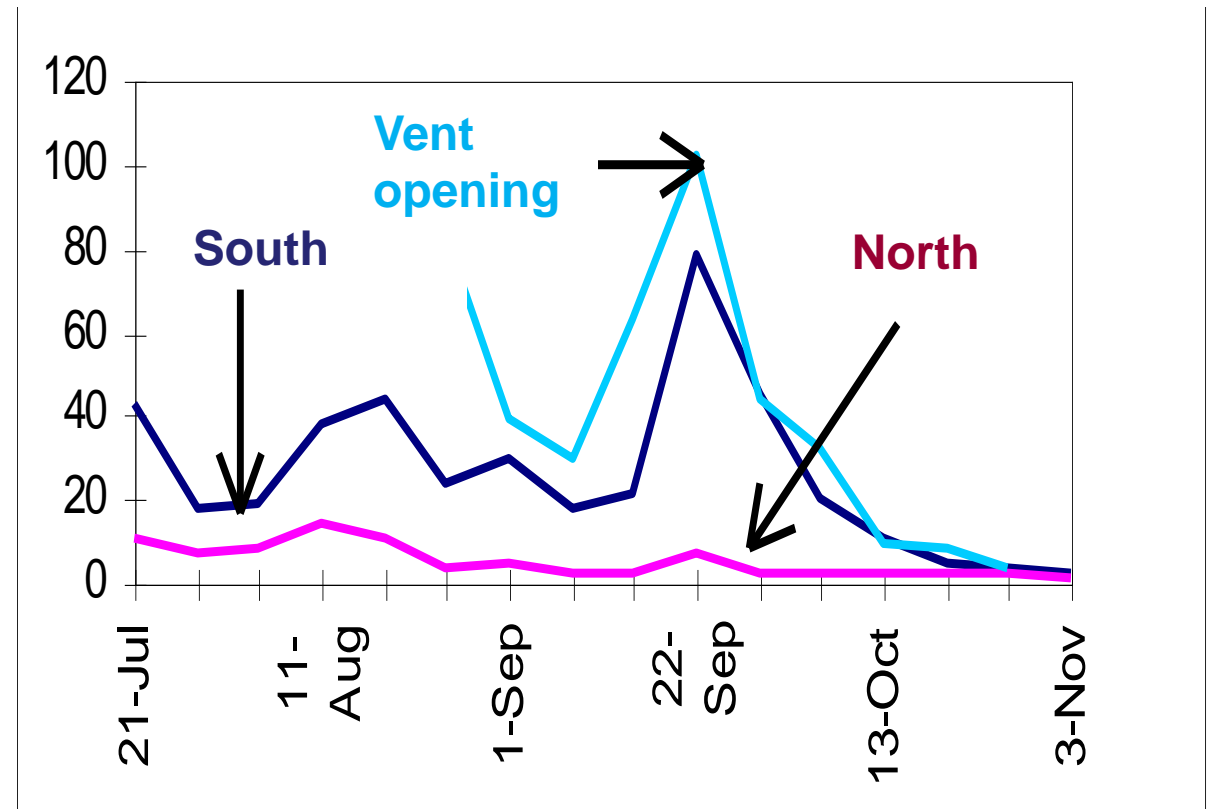 120
100
80
60
40
20
0
Vent
opening
South
North
21-Jul
11-
Aug
1-Sep
22-
Sep
13-Oct
3-Nov